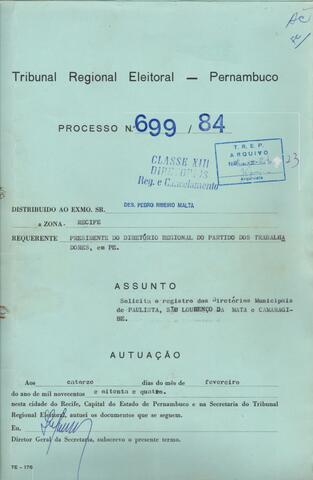 AC
Tribunal Regional Eleitoral — Pernambuco
PROCESSO N.º 699 / 84
T. R. E. P.
ARQUIVO
23
CLASSE XIII
Reg. e Cancelamento
DISTRIBUIDO AO EXMO. SR. DES. PEDRO RIBEIRO MALTA
a ZONA- RECIFE
REQUERENTE PRESIDENTE DO DIRETÓRIO REGIONAL DO PARTIDO DOS TRABALHA
DORES, em PE.
ASSUNTO
Solicita o registro dos Diretórios Municipais
de PAULISTA, SÃO LOURENÇO DA MATA e CAMARAGI-
BE.
AUTUAÇÃO
Aos catorze dias do mês de fevereiro
do ano de mil novecentos e oitenta e quatro.
nesta cidade do Recife, Capital do Estado de Pernambuco e na Secretaria do Tribunal
Regional Eleitoral, autuei os documentos que se seguem.
Eu,
Diretor Geral da Secretaria, subscrevo o presente termo.
TE - 176